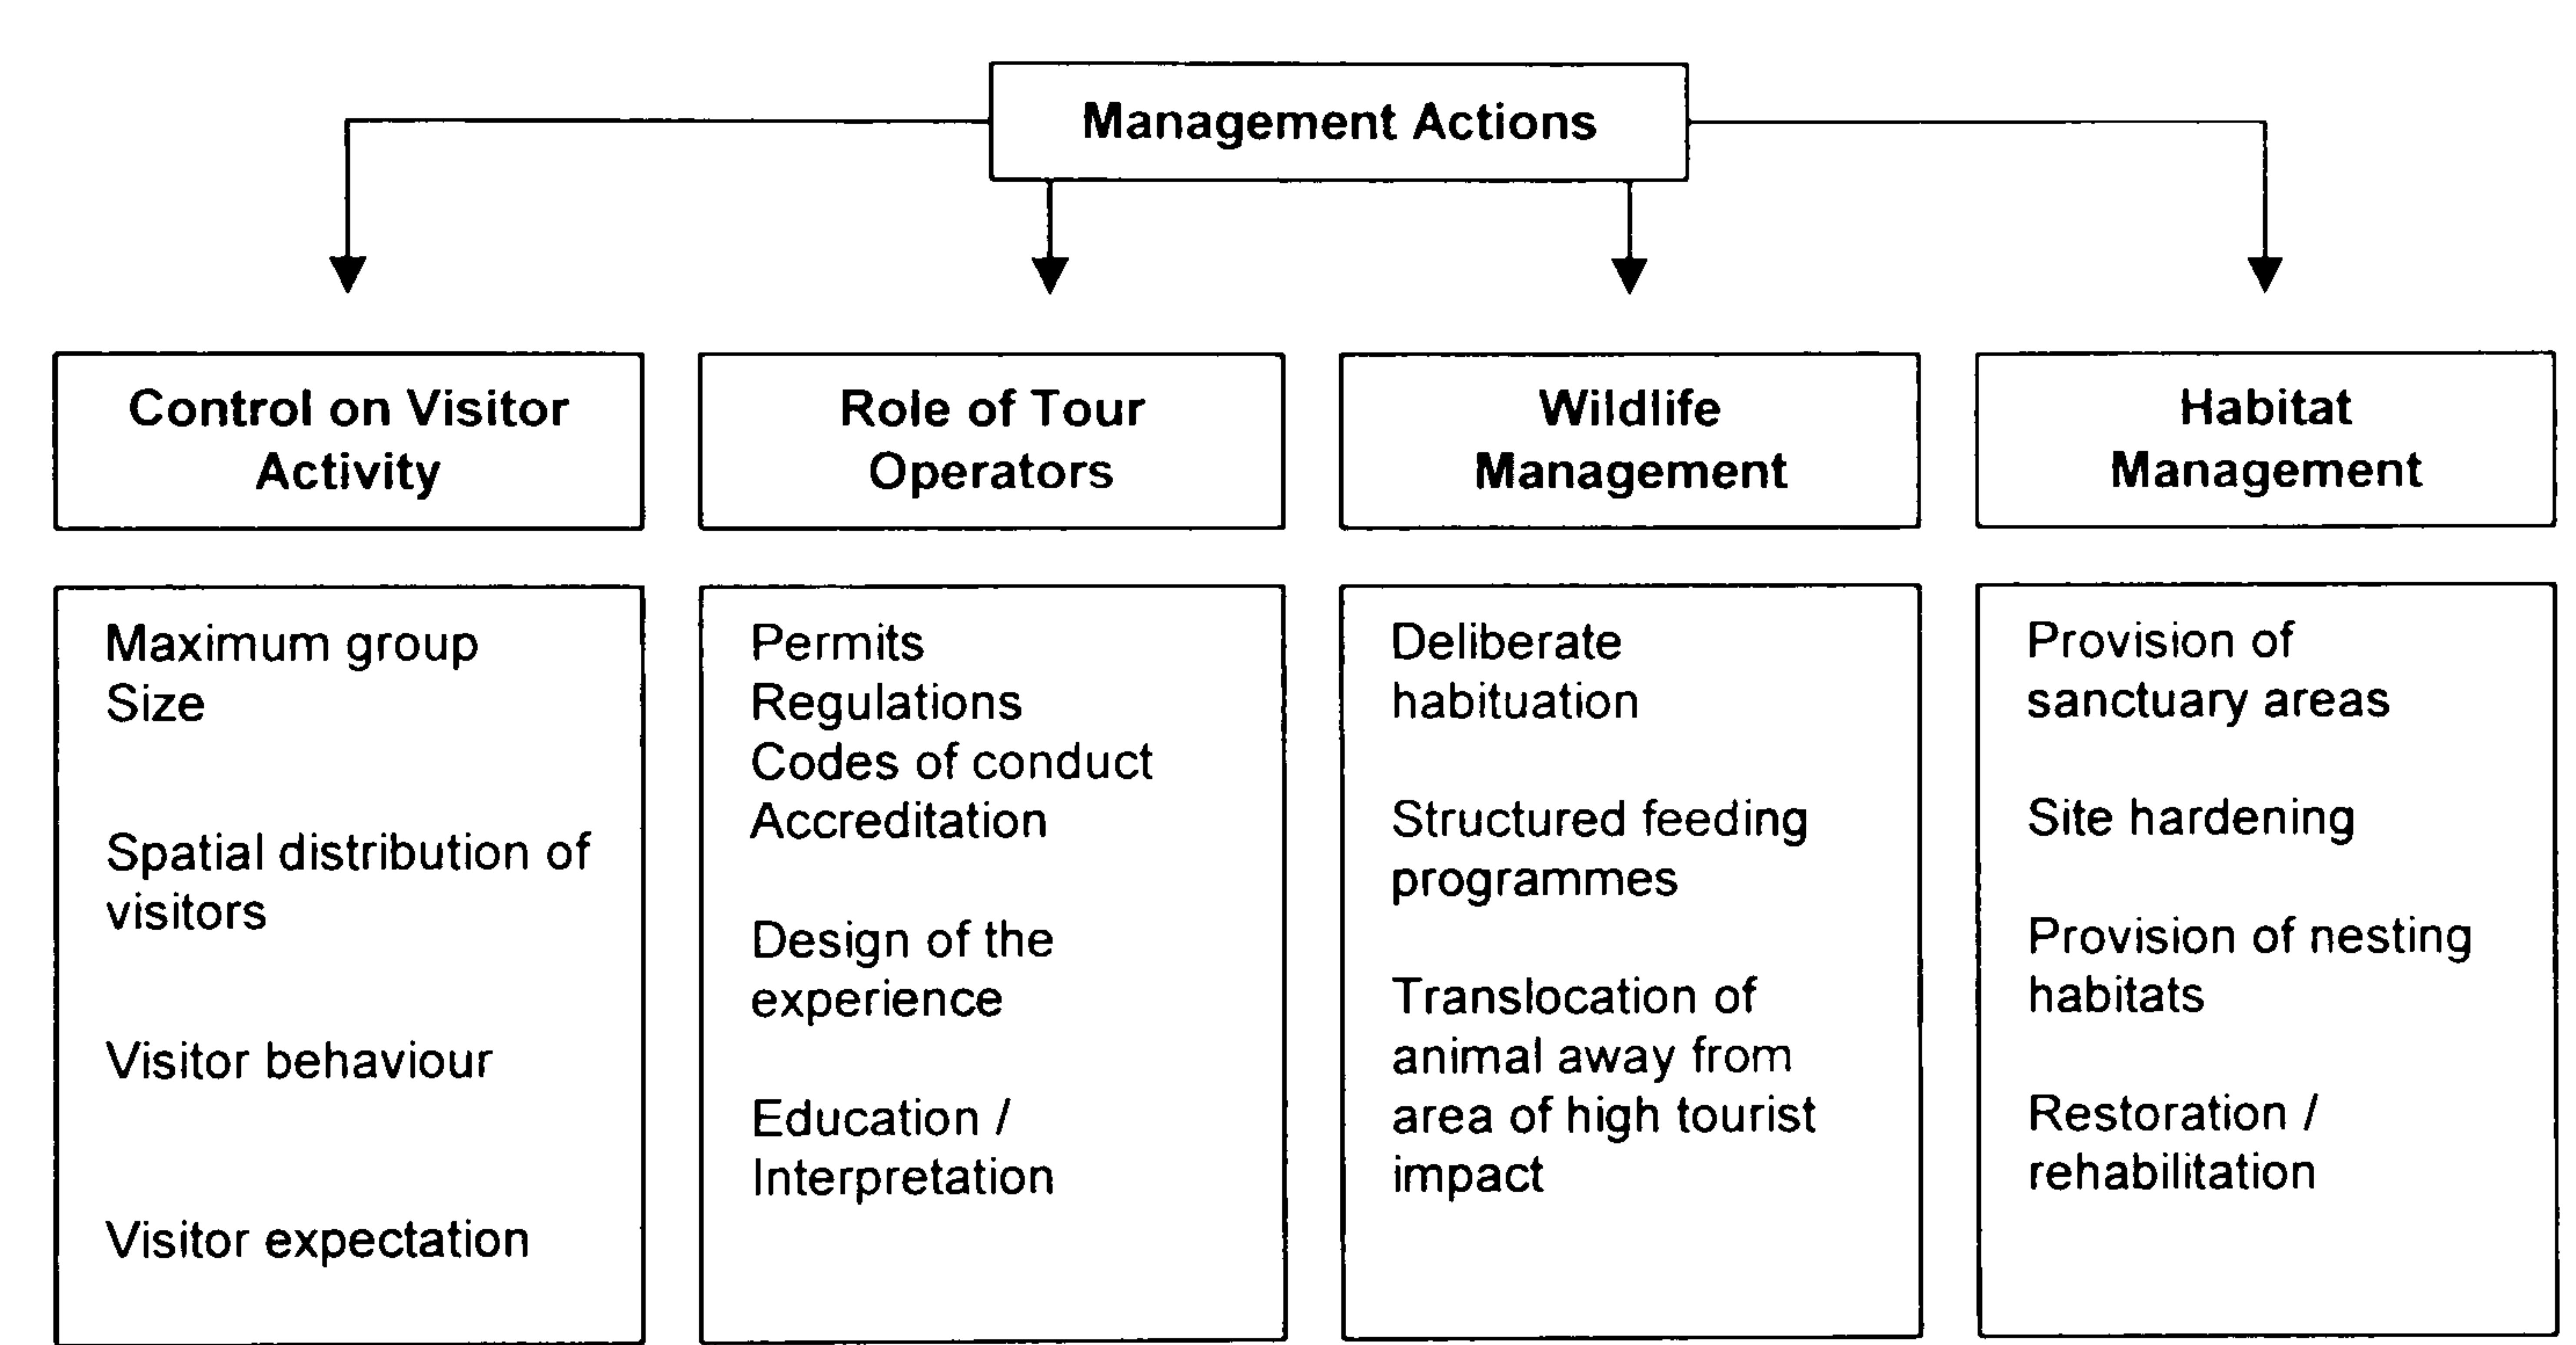 Management Actions
Control on Visitor
Activity
Role of Tour
Operators
Wildlife
Management
Habitat
Management
Maximum group
Size
Spatial distribution of
visitors
Visitor behaviour
Visitor expectation
Permits
Regulations
Codes of conduct
Accreditation
Design of the
experience
Education /
Interpretation
Deliberate
habituation
Structured feeding
programmes
Translocation of
animal away from
area of high tourist
impact
Provision of
sanctuary areas
Site hardening
Provision of nesting
habitats
Restoration /
rehabilitation